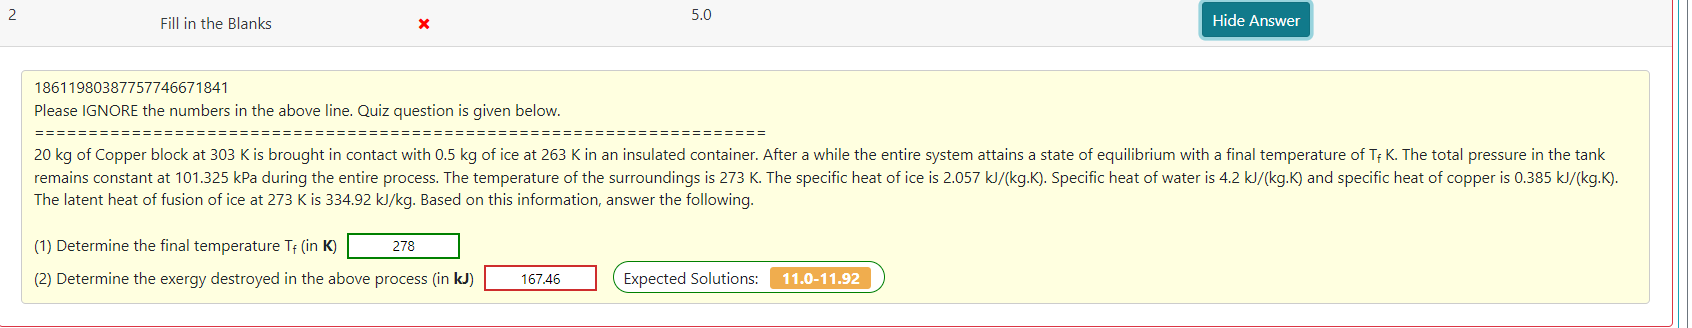 2 Fill in the Blanks ✖ 5.0 Hide Answer
18611980387757746671841
Please IGNORE the numbers in the above line. Quiz question is given below.
====================================================================
20 kg of Copper block at 303 K is brought in contact with 0.5 kg of ice at 263 K in an insulated container. After a while the entire system attains a state of equilibrium with a final temperature of Tf K. The total pressure in the tank
remains constant at 101.325 kPa during the entire process. The temperature of the surroundings is 273 K. The specific heat of ice is 2.057 kJ/(kg.K). Specific heat of water is 4.2 kJ/(kg.K) and specific heat of copper is 0.385 kJ/(kg.K).
The latent heat of fusion of ice at 273 K is 334.92 kJ/kg. Based on this information, answer the following.
(1) Determine the final temperature Tf (in K) 278
(2) Determine the exergy destroyed in the above process (in kJ) 167.46 Expected Solutions: 11.0-11.92